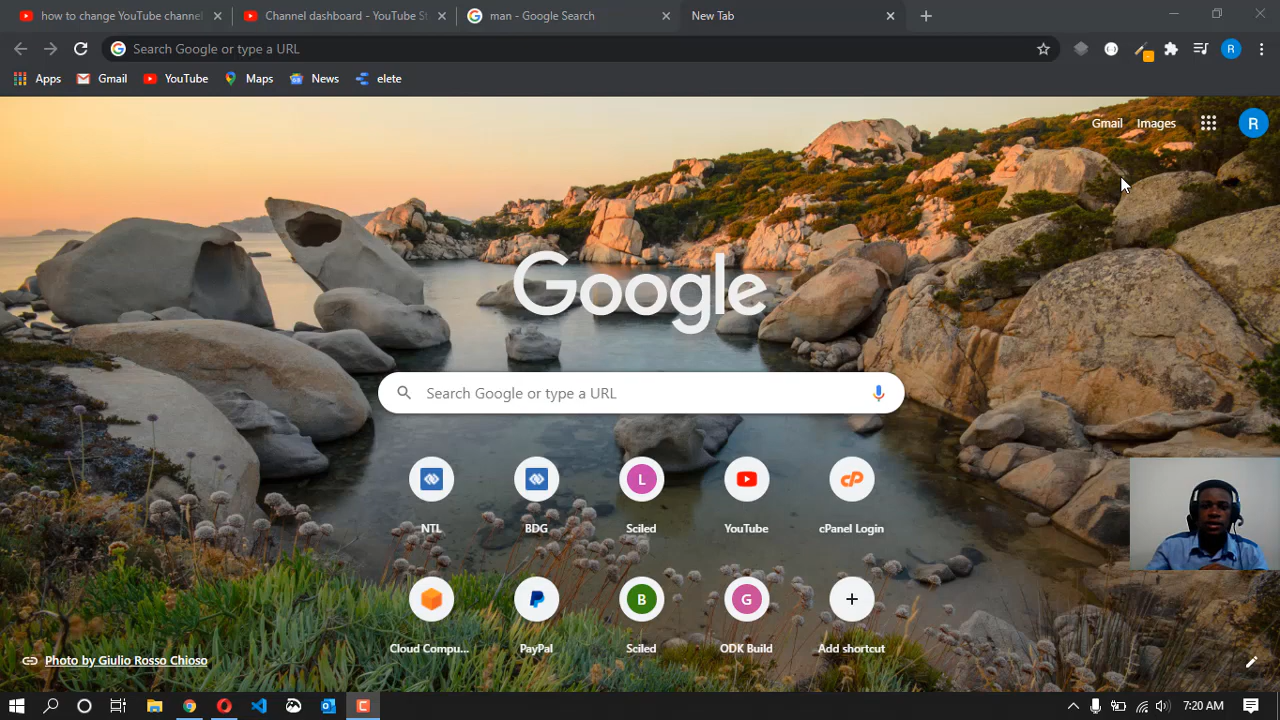 how to change YouTube channel
Channel dashboard - YouTube St
man - Google Search
New Tab
Search Google or type a URL
R
Apps
Gmail
YouTube
Maps
News
elete
Gmail
Images
R
Google
Search Google or type a URL
NTL
BDG
L
Sciled
YouTube
cP
cPanel Login
Cloud Compu...
PayPal
B
Sciled
G
ODK Build
Add shortcut
Photo by Giulio Rosso Chioso
7:20 AM